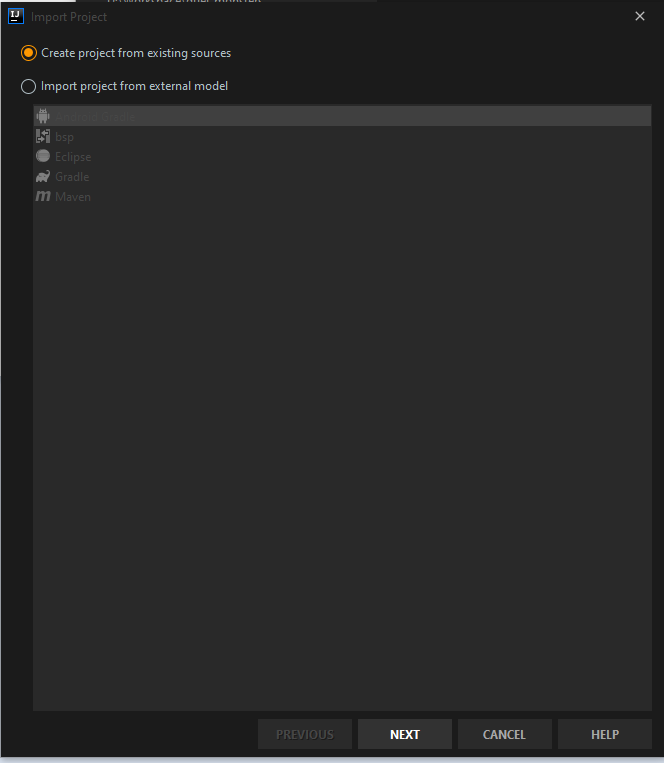 IJ
Import Project
Create project from existing sources
Import project from external model
Android Gradle
bsp
Eclipse
Gradle
m Maven
PREVIOUS
NEXT
CANCEL
HELP